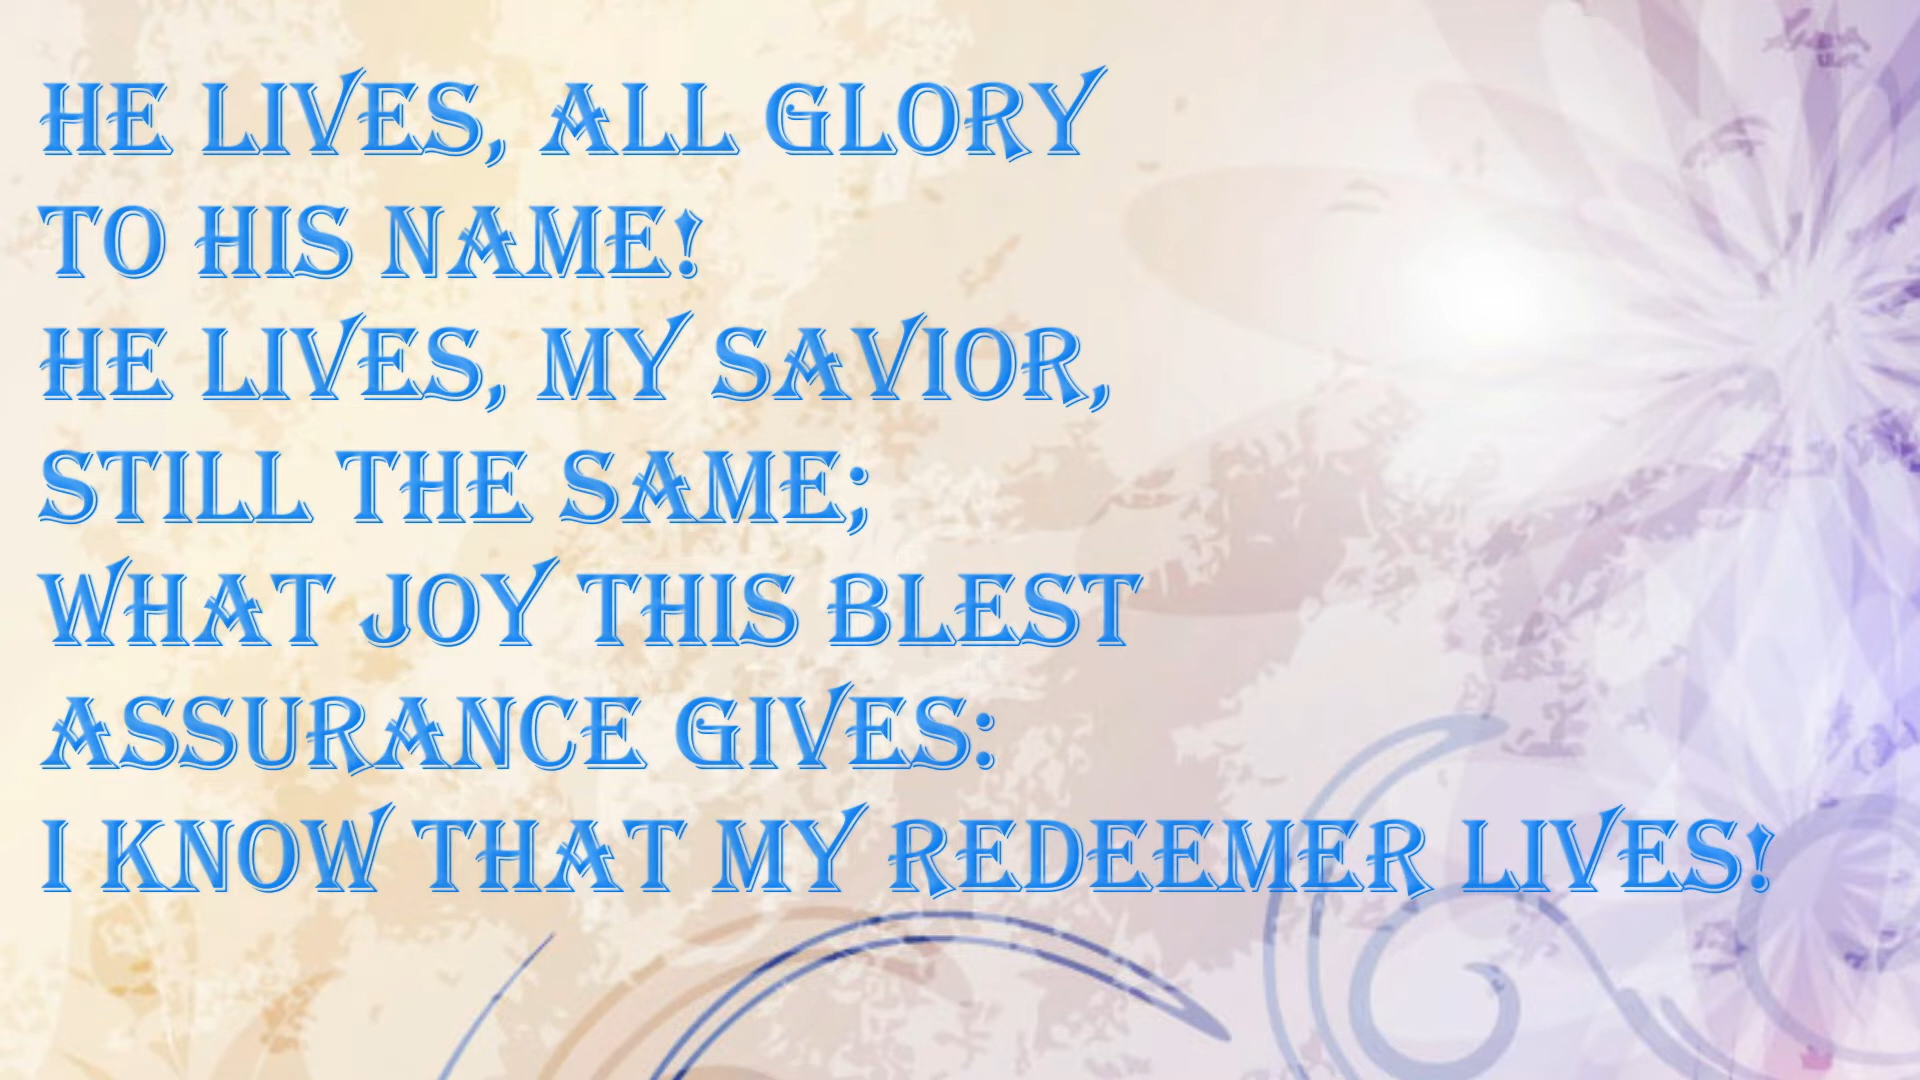 HE LIVES, ALL GLORY
TO HIS NAME!
HE LIVES, MY SAVIOR,
STILL THE SAME;
WHAT JOY THIS BLEST
ASSURANCE GIVES:
I KNOW THAT MY REDEEMER LIVES!